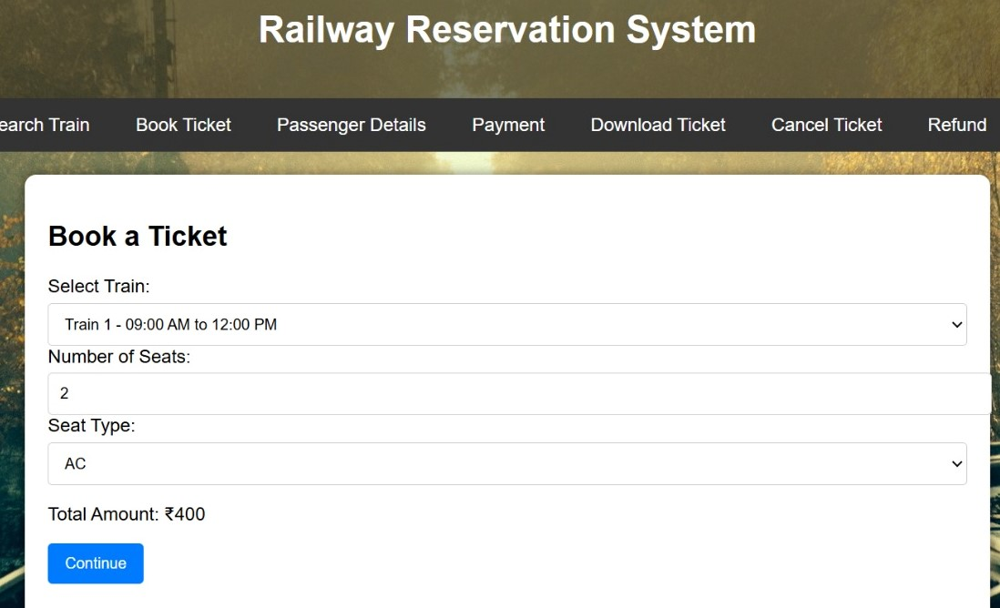 Railway Reservation System
earch Train Book Ticket Passenger Details Payment Download Ticket Cancel Ticket Refund
Book a Ticket
Select Train:
Train 1 - 09:00 AM to 12:00 PM
Number of Seats:
2
Seat Type:
AC
Total Amount: ₹400
Continue